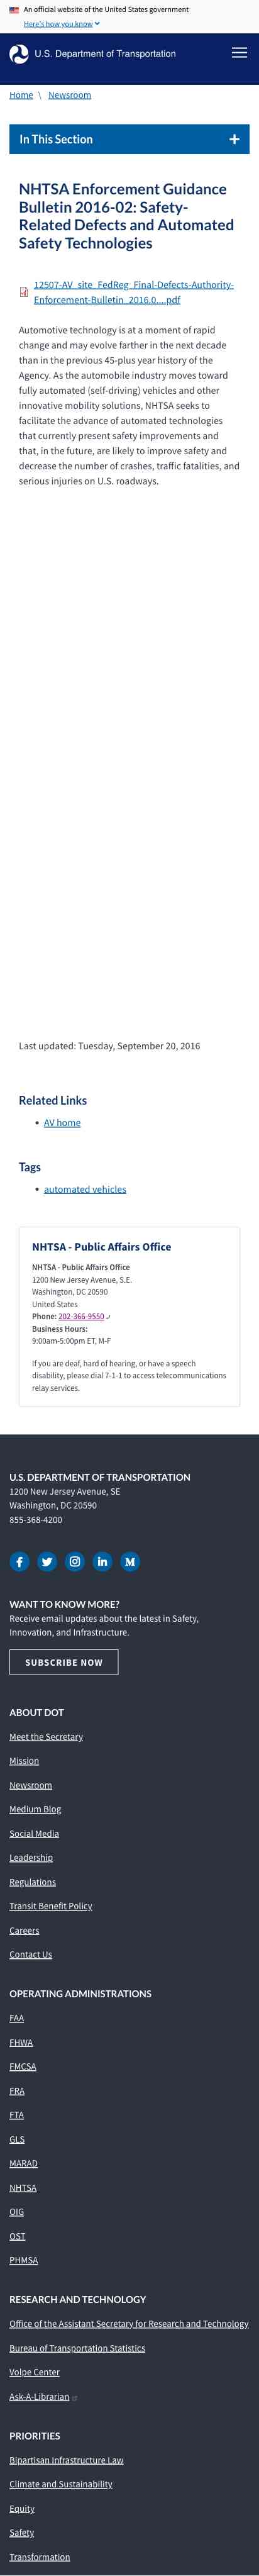 An official website of the United States government
Here's how you know
U.S. Department of Transportation
Home \ Newsroom
In This Section
NHTSA Enforcement Guidance
Bulletin 2016-02: Safety-
Related Defects and Automated
Safety Technologies
12507-AV_site_FedReg_Final-Defects-Authority-
Enforcement-Bulletin_2016.0....pdf
Automotive technology is at a moment of rapid
change and may evolve farther in the next decade
than in the previous 45-plus year history of the
Agency. As the automobile industry moves toward
fully automated (self-driving) vehicles and other
innovative mobility solutions, NHTSA seeks to
facilitate the advance of automated technologies
that currently present safety improvements and
that, in the future, are likely to improve safety and
decrease the number of crashes, traffic fatalities, and
serious injuries on U.S. roadways.
Last updated: Tuesday, September 20, 2016
Related Links
• AV home
Tags
• automated vehicles
NHTSA - Public Affairs Office
NHTSA - Public Affairs Office
1200 New Jersey Avenue, S.E.
Washington, DC 20590
United States
Phone: 202-366-9550
Business Hours:
9:00am-5:00pm ET, M-F
If you are deaf, hard of hearing, or have a speech
disability, please dial 7-1-1 to access telecommunications
relay services.
U.S. DEPARTMENT OF TRANSPORTATION
1200 New Jersey Avenue, SE
Washington, DC 20590
855-368-4200
WANT TO KNOW MORE?
Receive email updates about the latest in Safety,
Innovation, and Infrastructure.
SUBSCRIBE NOW
ABOUT DOT
Meet the Secretary
Mission
Newsroom
Medium Blog
Social Media
Leadership
Regulations
Transit Benefit Policy
Careers
Contact Us
OPERATING ADMINISTRATIONS
FAA
FHWA
FMCSA
FRA
FTA
GLS
MARAD
NHTSA
OIG
OST
PHMSA
RESEARCH AND TECHNOLOGY
Office of the Assistant Secretary for Research and Technology
Bureau of Transportation Statistics
Volpe Center
Ask-A-Librarian
PRIORITIES
Bipartisan Infrastructure Law
Climate and Sustainability
Equity
Safety
Transformation